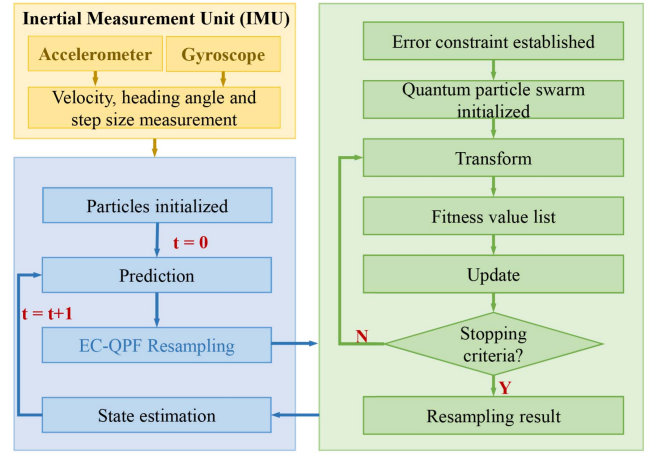 Inertial Measurement Unit (IMU)
Accelerometer
Gyroscope
Velocity, heading angle and
step size measurement
Particles initialized
t = 0
Prediction
t = t+1
EC-QPF Resampling
State estimation
Error constraint established
Quantum particle swarm
initialized
Transform
Fitness value list
Update
N
Stopping
criteria?
Y
Resampling result